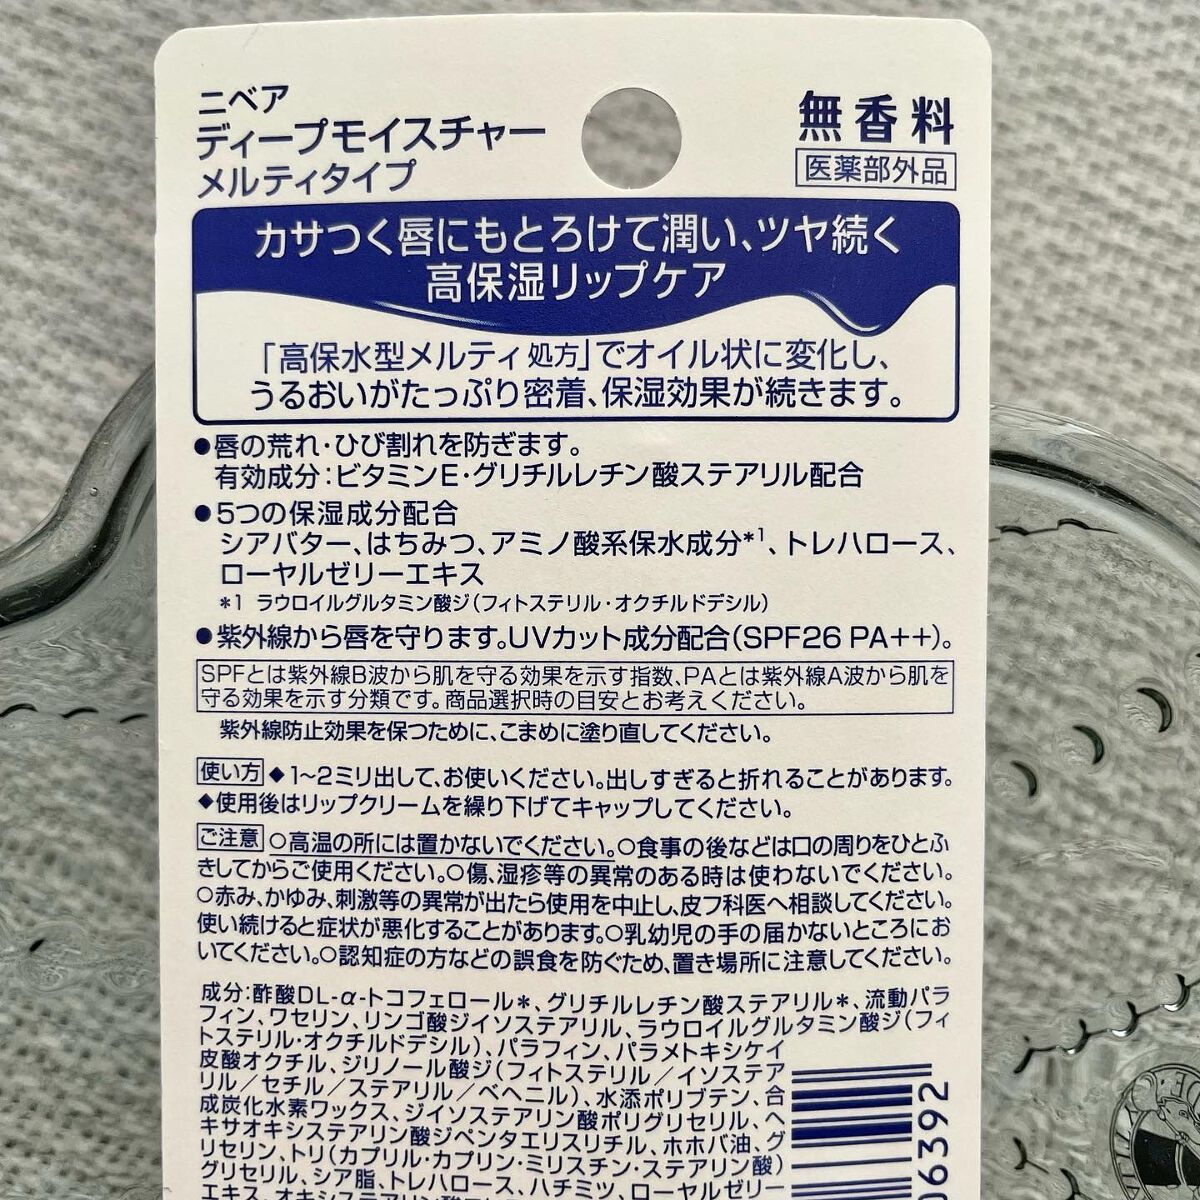 ニベア
ディープモイスチャー
メルティタイプ
無香料
医薬部外品
カサつく唇にもとろけて潤い、ツヤ続く
高保湿リップケア
「高保水型メルティ処方」でオイル状に変化し、
うるおいがたっぷり密着、保湿効果が続きます。
●唇の荒れ・ひび割れを防ぎます。
有効成分：ビタミンE・グリチルレチン酸ステアリル配合
●5つの保湿成分配合
シアバター、はちみつ、アミノ酸系保水成分*1、トレハロース、
ローヤルゼリーエキス
*1 ラウロイルグルタミン酸ジ（フィトステリル・オクチルドデシル）
●紫外線から唇を守ります。UVカット成分配合（SPF26 PA++）。
SPFとは紫外線B波から肌を守る効果を示す指数、PAとは紫外線A波から肌を
守る効果を示す分類です。商品選択時の目安とお考えください。
紫外線防止効果を保つために、こまめに塗り直してください。
使い方 ◆1〜2ミリ出して、お使いください。出しすぎると折れることがあります。
◆使用後はリップクリームを繰り下げてキャップしてください。
ご注意 ○高温の所には置かないでください。○食事の後などは口の周りをひとふ
きしてからご使用ください。○傷、湿疹等の異常のある時は使わないでください。
○赤み、かゆみ、刺激等の異常が出たら使用を中止し、皮フ科医へ相談してください。
使い続けると症状が悪化することがあります。○乳幼児の手の届かないところにお
いてください。○認知症の方などの誤食を防ぐため、置き場所に注意してください。
成分：酢酸DL-α-トコフェロール＊、グリチルレチン酸ステアリル＊、流動パラ
フィン、ワセリン、リンゴ酸ジイソステアリル、ラウロイルグルタミン酸ジ（フィ
トステリル・オクチルドデシル）、パラフィン、パラメトキシケイ
皮酸オクチル、ジリノール酸ジ（フィトステリル／イソステア
リル／セチル／ステアリル／ベヘニル）、水添ポリブテン、合
成炭化水素ワックス、ジイソステアリン酸ポリグリセリル、ヘ
キサオキシステアリン酸ジペンタエリスリチル、ホホバ油、グ
リセリン、トリ（カプリル・カプリン・ミリスチン・ステアリン酸）
グリセリル、シア脂、トレハロース、ハチミツ、ローヤルゼリー
エキス、オキシステアリン酸
06392